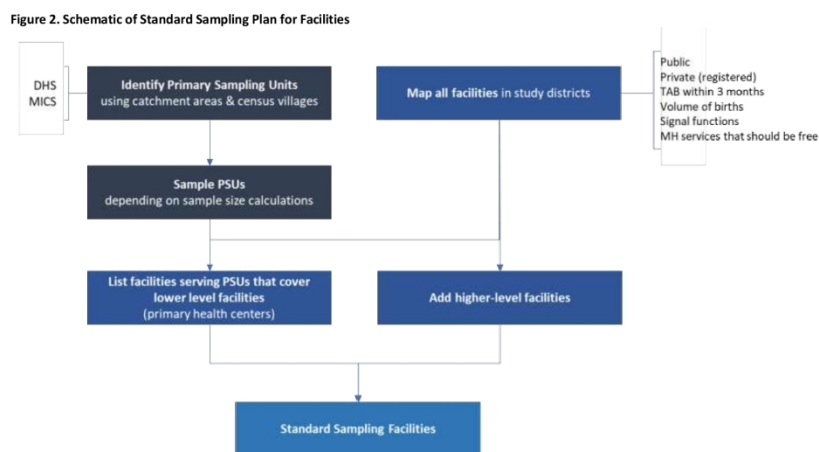 Figure 2. Schematic of Standard Sampling Plan for Facilities
DHS
MICS
Identify Primary Sampling Units
using catchment areas & census villages
Map all facilities in study districts
Public
Private (registered)
TAB within 3 months
Volume of births
Signal functions
MH services that should be free
Sample PSUs
depending on sample size calculations
List facilities serving PSUs that cover
lower level facilities
(primary health centers)
Add higher-level facilities
Standard Sampling Facilities